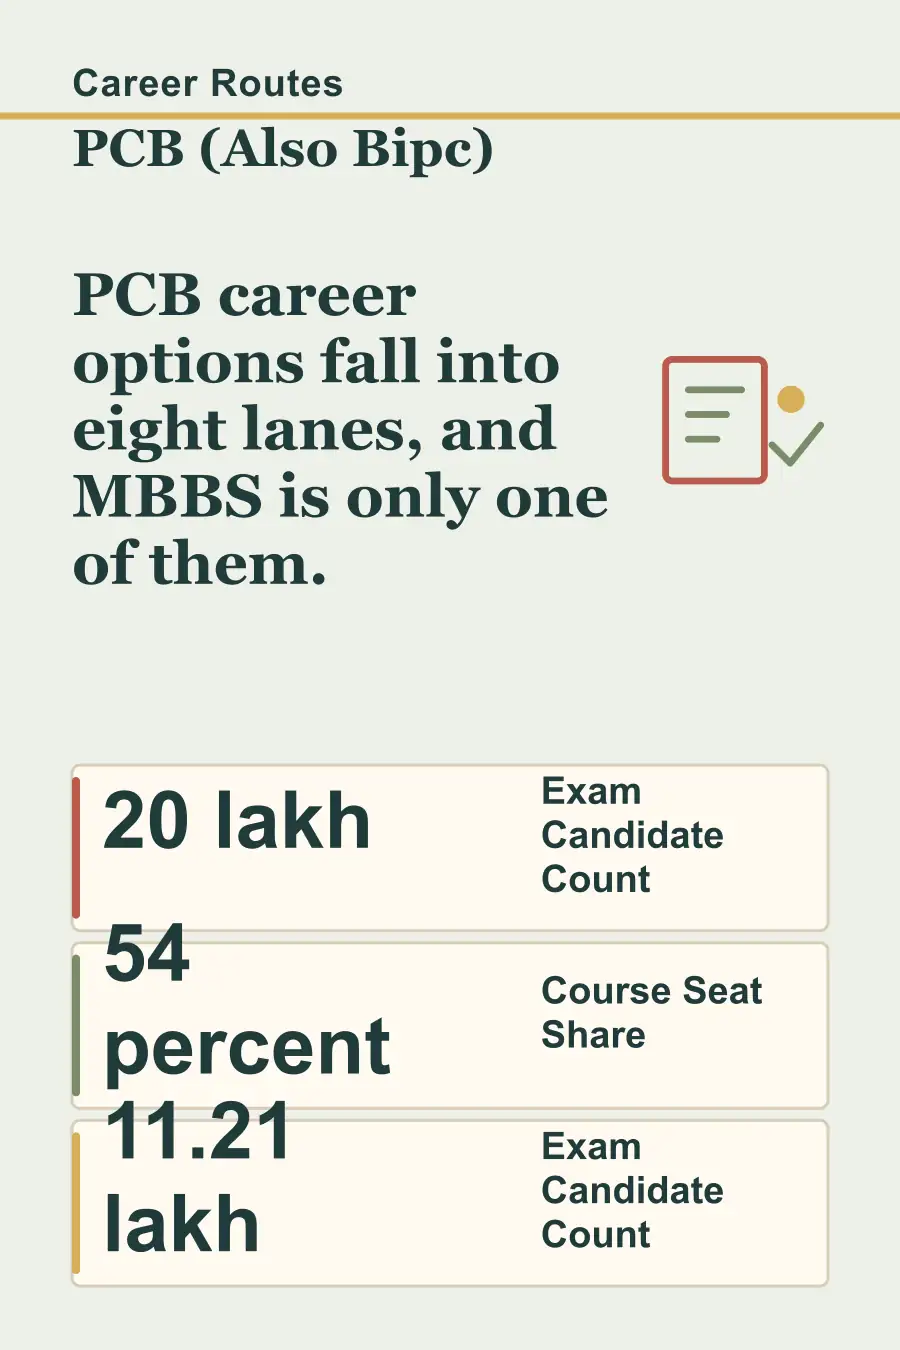 Career Routes
PCB (Also Bipc)
PCB career
options fall into
eight lanes, and
MBBS is only one
of them.
20 lakh
Exam
Candidate
Count
54
percent
Course Seat
Share
11.21
lakh
Exam
Candidate
Count